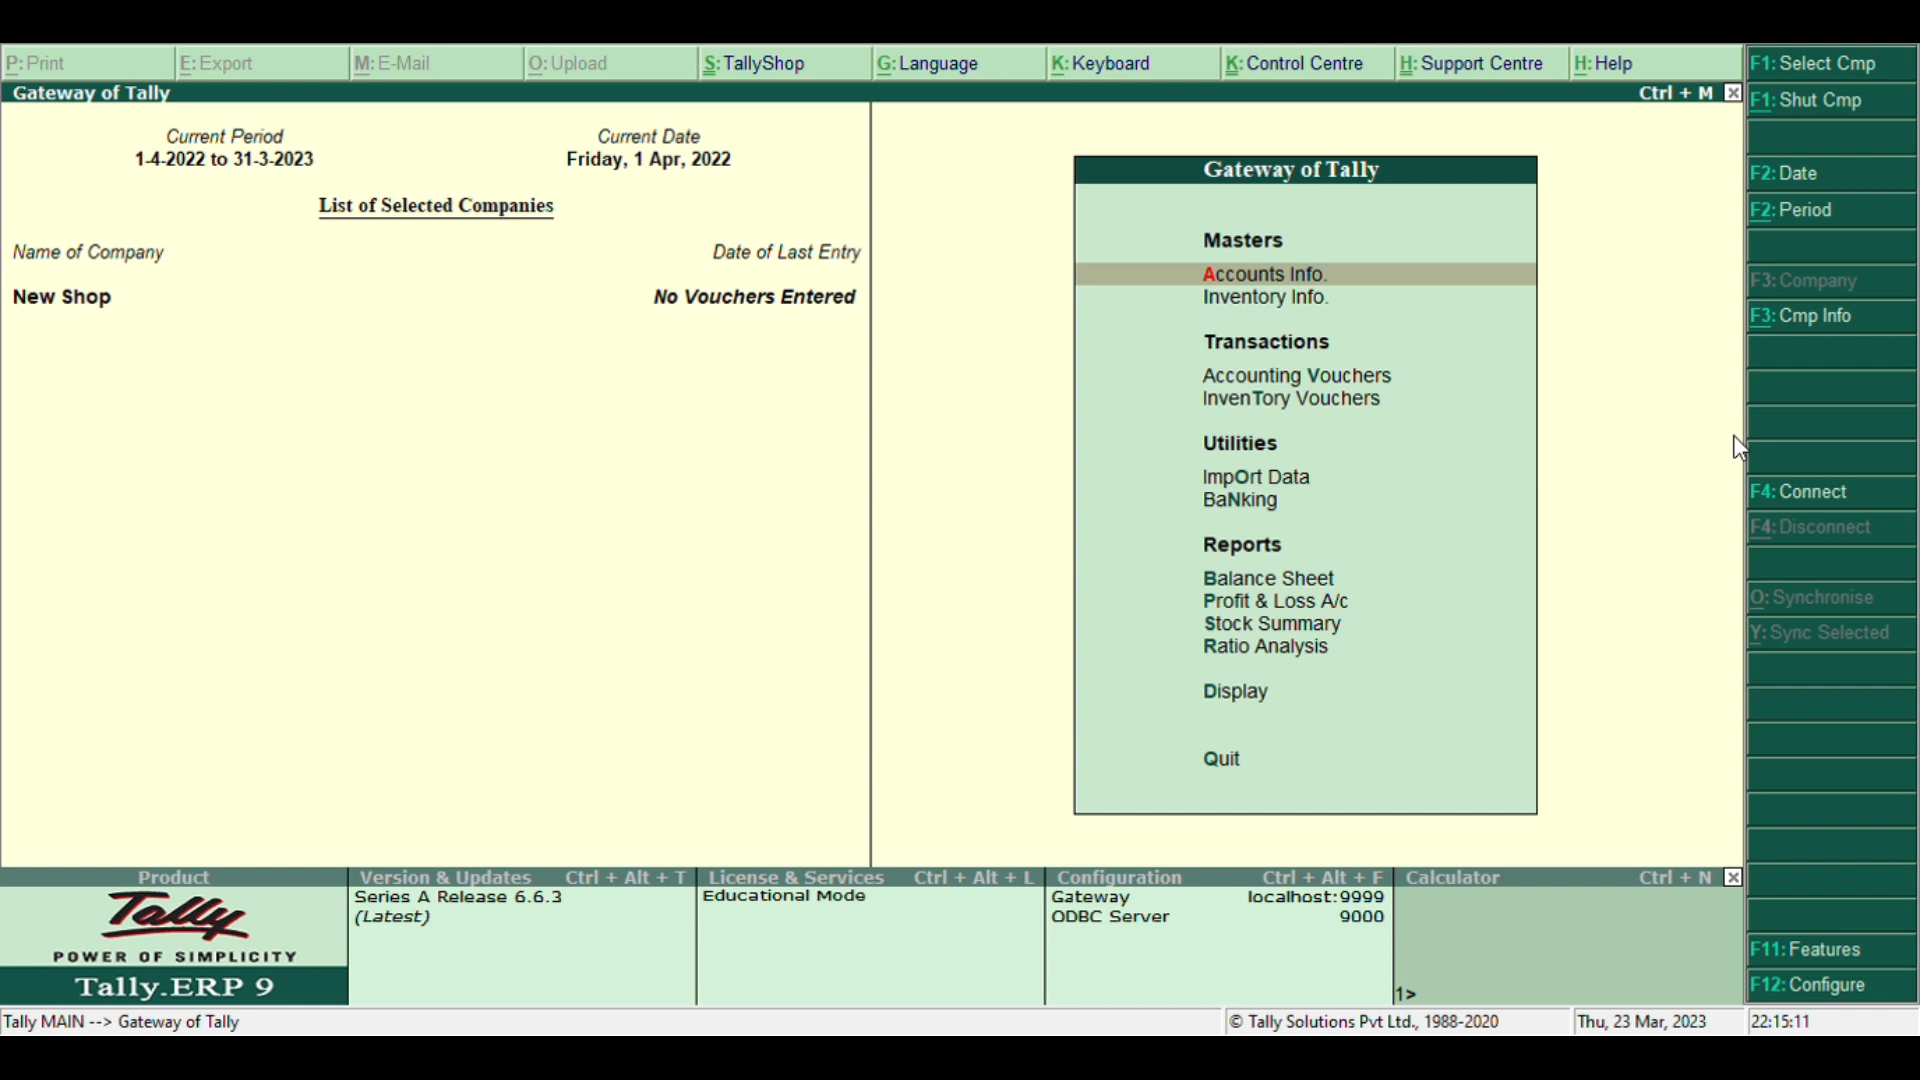 P: Print E: Export M: E-Mail O: Upload S: TallyShop G: Language K: Keyboard K: Control Centre H: Support Centre H: Help
Gateway of Tally Ctrl + M
Current Period Current Date
1-4-2022 to 31-3-2023 Friday, 1 Apr, 2022
List of Selected Companies
Name of Company Date of Last Entry
New Shop No Vouchers Entered
Gateway of Tally
Masters
Accounts Info.
Inventory Info.
Transactions
Accounting Vouchers
InvenTory Vouchers
Utilities
ImpOrt Data
BaNking
Reports
Balance Sheet
Profit & Loss A/c
Stock Summary
Ratio Analysis
Display
Quit
F1: Select Cmp
F1: Shut Cmp
F2: Date
F2: Period
F3: Company
F3: Cmp Info
F4: Connect
F4: Disconnect
O: Synchronise
Y: Sync Selected
F11: Features
F12: Configure
Product
Tally
POWER OF SIMPLICITY
Tally.ERP 9
Version & Updates Ctrl + Alt + T
Series A Release 6.6.3
(Latest)
License & Services Ctrl + Alt + L
Educational Mode
Configuration Ctrl + Alt + F
Gateway localhost:9999
ODBC Server 9000
Calculator Ctrl + N
1>
Tally MAIN --> Gateway of Tally © Tally Solutions Pvt Ltd., 1988-2020 Thu, 23 Mar, 2023 22:15:11